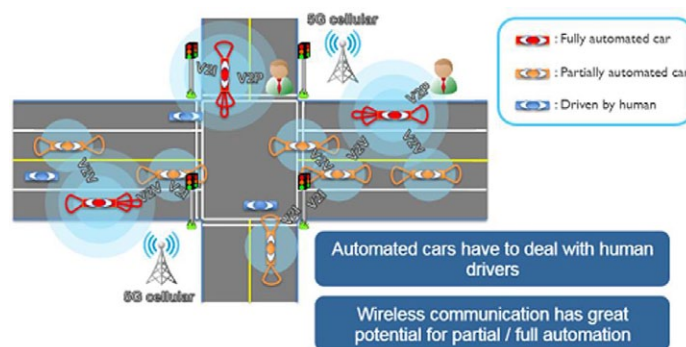 5G cellular
: Fully automated car
: Partially automated car
: Driven by human
V2I
V2P
V2P
V2V
V2V
V2V
V2V
V2V
V2I
V2I
5G cellular
Automated cars have to deal with human
drivers
Wireless communication has great
potential for partial / full automation